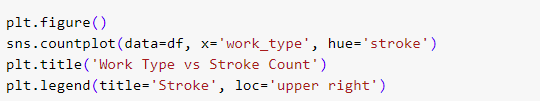 plt.figure()
sns.countplot(data=df, x='work_type', hue='stroke')
plt.title('Work Type vs Stroke Count')
plt.legend(title='Stroke', loc='upper right')